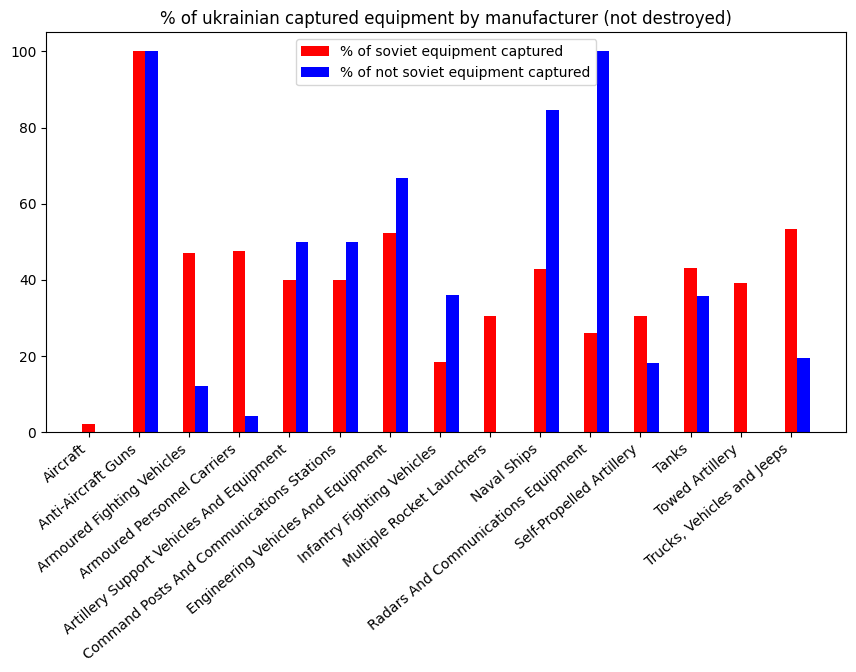 % of ukrainian captured equipment by manufacturer (not destroyed)
% of soviet equipment captured
% of not soviet equipment captured
100
80
60
40
20
0
Aircraft
Anti-Aircraft Guns
Armoured Fighting Vehicles
Armoured Personnel Carriers
Artillery Support Vehicles And Equipment
Command Posts And Communications Stations
Engineering Vehicles And Equipment
Infantry Fighting Vehicles
Multiple Rocket Launchers
Naval Ships
Radars And Communications Equipment
Self-Propelled Artillery
Tanks
Towed Artillery
Trucks, Vehicles and Jeeps